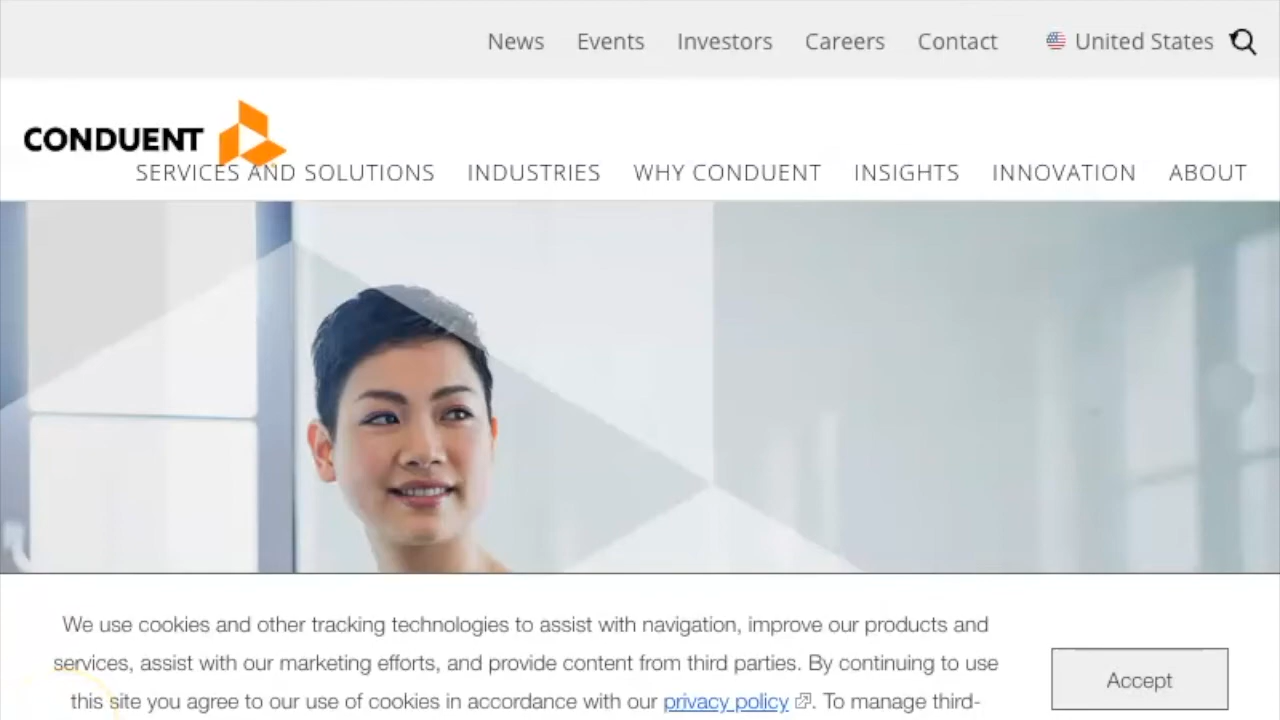 News Events Investors Careers Contact United States
CONDUENT
SERVICES AND SOLUTIONS INDUSTRIES WHY CONDUENT INSIGHTS INNOVATION ABOUT
We use cookies and other tracking technologies to assist with navigation, improve our products and
services, assist with our marketing efforts, and provide content from third parties. By continuing to use
this site you agree to our use of cookies in accordance with our privacy policy. To manage third-
Accept